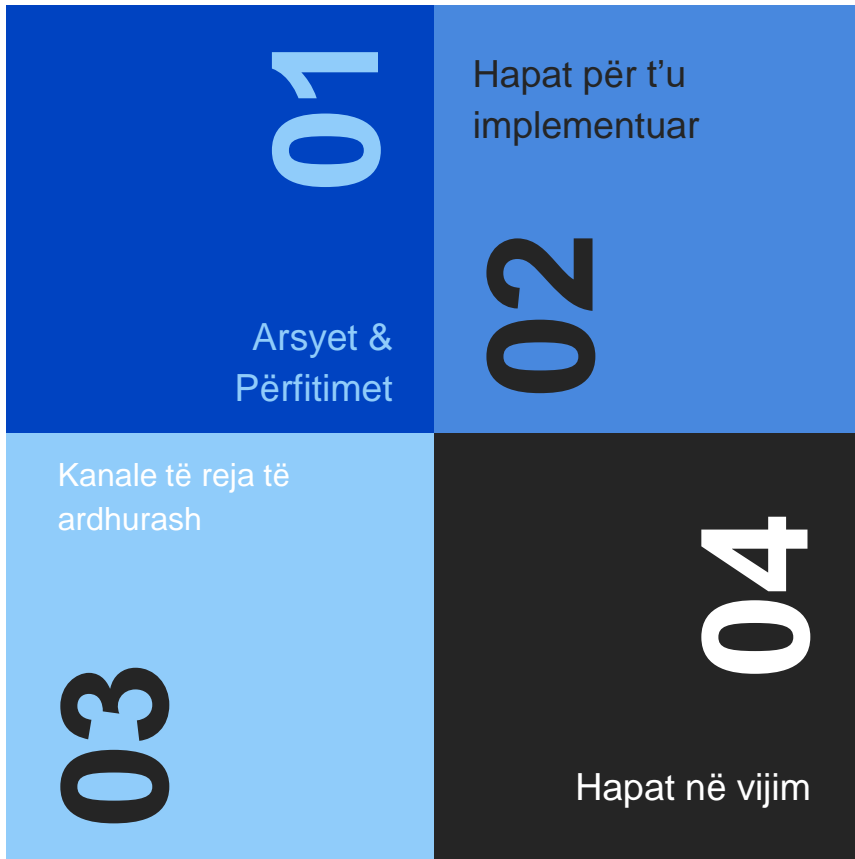 01
Arsyet &
Përfitimet
Hapat për t’u
implementuar
02
Kanale të reja të
ardhurash
03
04
Hapat në vijim